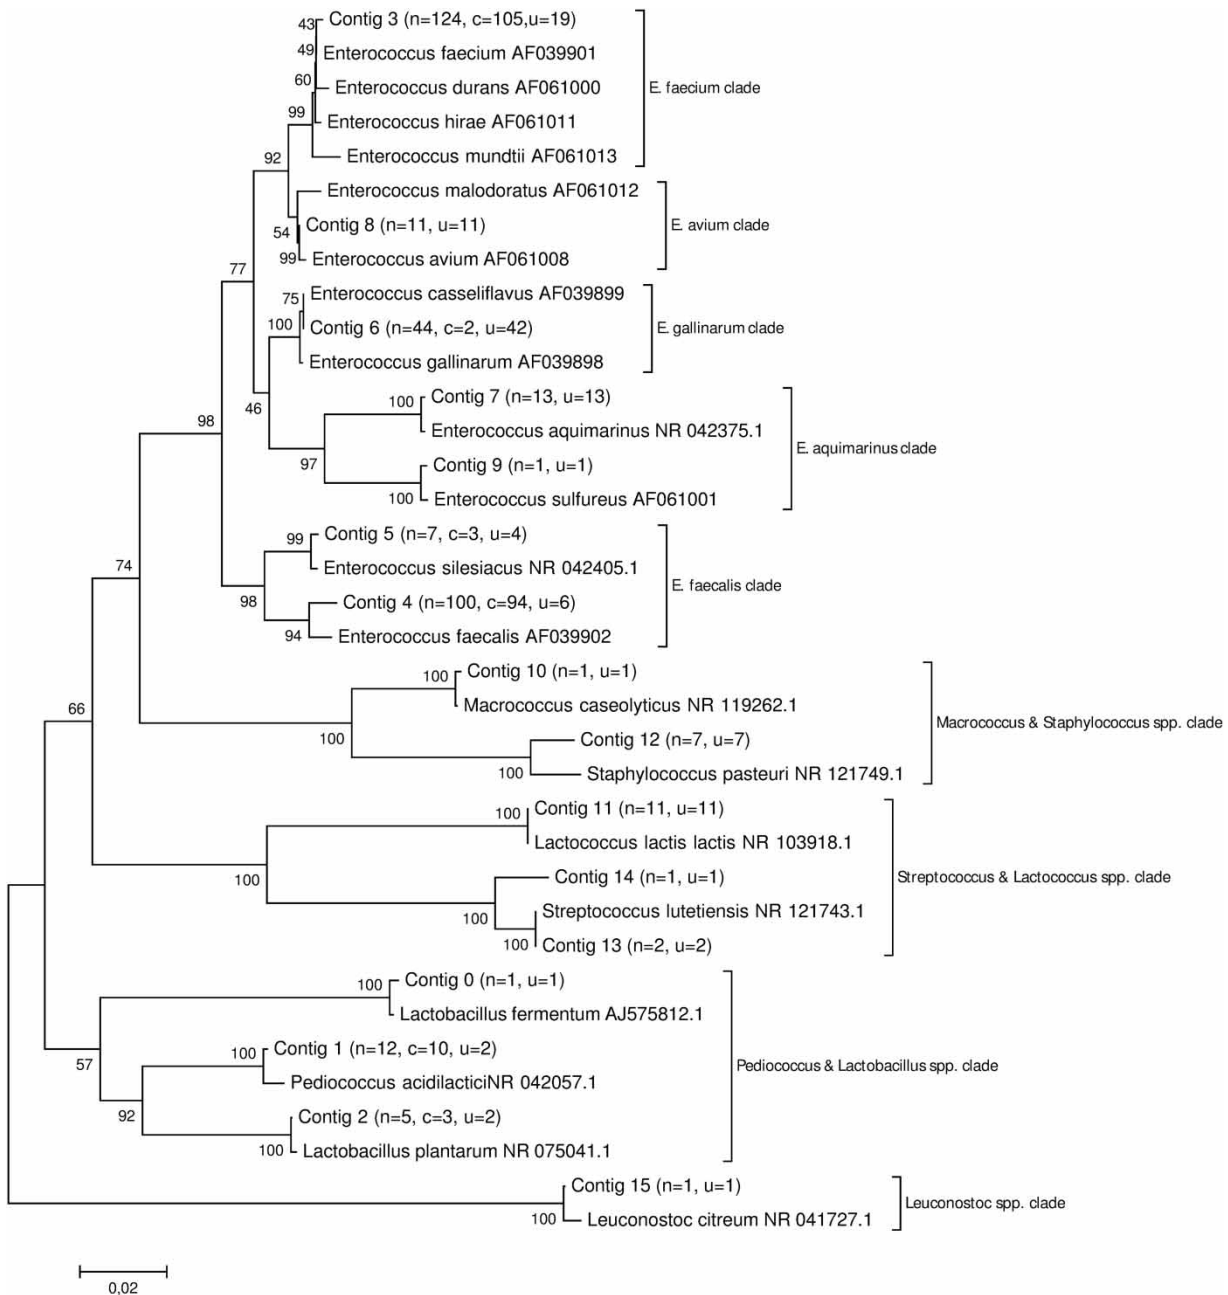 43
Contig 3 (n=124, c=105,u=19)
49
Enterococcus faecium AF039901
60
Enterococcus durans AF061000
E. faecium clade
99
Enterococcus hirae AF061011
92
Enterococcus mundtii AF061013
Enterococcus malodoratus AF061012
54
Contig 8 (n=11, u=11)
E. avium clade
99
Enterococcus avium AF061008
77
75
Enterococcus casseliflavus AF039899
100
Contig 6 (n=44, c=2, u=42)
E. gallinarum clade
Enterococcus gallinarum AF039898
46
100
Contig 7 (n=13, u=13)
98
Enterococcus aquimarinus NR 042375.1
E. aquimarinus clade
97
Contig 9 (n=1, u=1)
100
Enterococcus sulfureus AF061001
99
Contig 5 (n=7, c=3, u=4)
74
Enterococcus silesiacus NR 042405.1
E. faecalis clade
98
Contig 4 (n=100, c=94, u=6)
94
Enterococcus faecalis AF039902
100
Contig 10 (n=1, u=1)
66
Macrococcus caseolyticus NR 119262.1
Macrococcus & Staphylococcus spp. clade
100
Contig 12 (n=7, u=7)
100
Staphylococcus pasteuri NR 121749.1
100
Contig 11 (n=11, u=11)
Lactococcus lactis lactis NR 103918.1
100
Contig 14 (n=1, u=1)
Streptococcus & Lactococcus spp. clade
100
Streptococcus lutetiensis NR 121743.1
100
Contig 13 (n=2, u=2)
100
Contig 0 (n=1, u=1)
Lactobacillus fermentum AJ575812.1
57
100
Contig 1 (n=12, c=10, u=2)
Pediococcus & Lactobacillus spp. clade
Pediococcus acidilacticiNR 042057.1
92
Contig 2 (n=5, c=3, u=2)
100
Lactobacillus plantarum NR 075041.1
Contig 15 (n=1, u=1)
Leuconostoc spp. clade
100
Leuconostoc citreum NR 041727.1
0,02